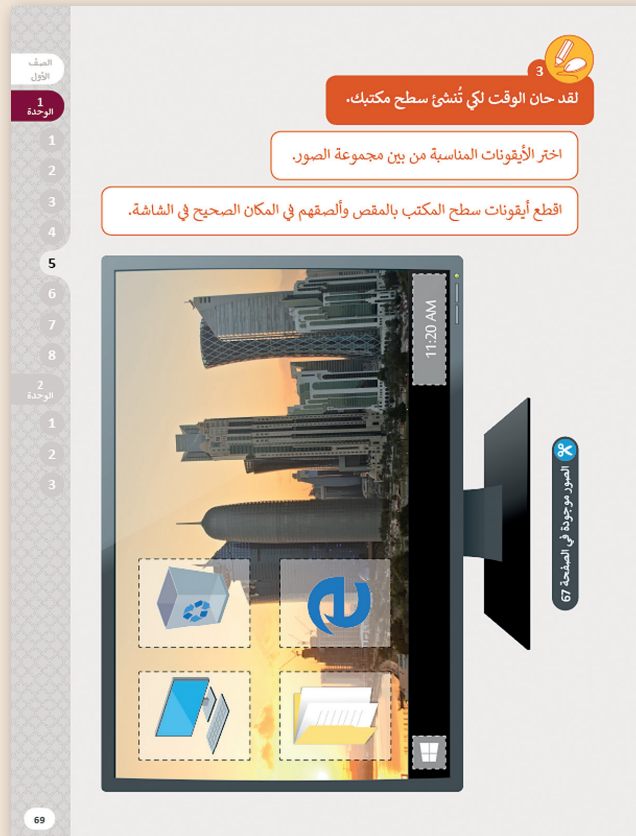 3
لقد حان الوقت لكي تُنشئ سطح مكتبك.
اختر الأيقونات المناسبة من بين مجموعة الصور.
اقطع أيقونات سطح المكتب بالمقص وألصقهم في المكان الصحيح في الشاشة.
الصفّ
الأول
1
الوحدة
1
2
3
4
5
6
7
8
2
الوحدة
1
2
3
11:20 AM
الصور موجودة في الصفحة 67
69